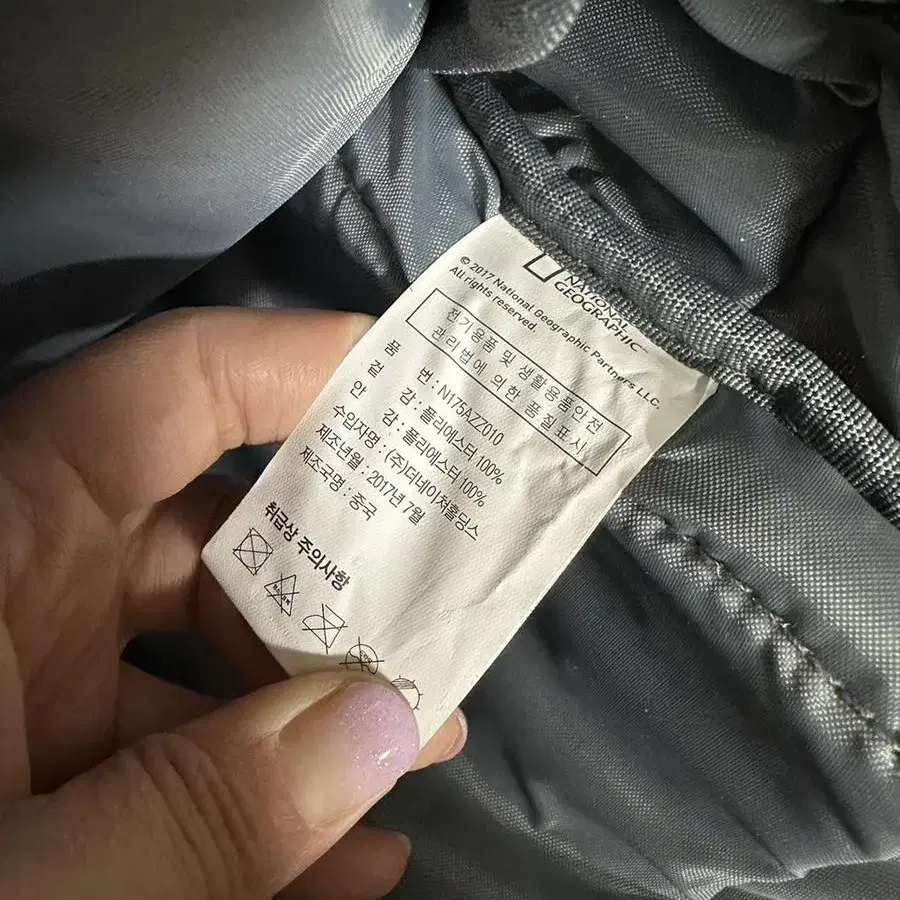 NATIONAL
GEOGRAPHIC
© 2017 National Geographic Partners LLC.
All rights reserved.
전기용품 및 생활용품안전
관리법에 의한 품질표시
품 번 : N175AZZ010
겉 감 : 폴리에스터 100%
안 감 : 폴리에스터 100%
수입자명 : (주)더네이쳐홀딩스
제조년월 : 2017년 7월
제조국명 : 중국
취급상 주의사항